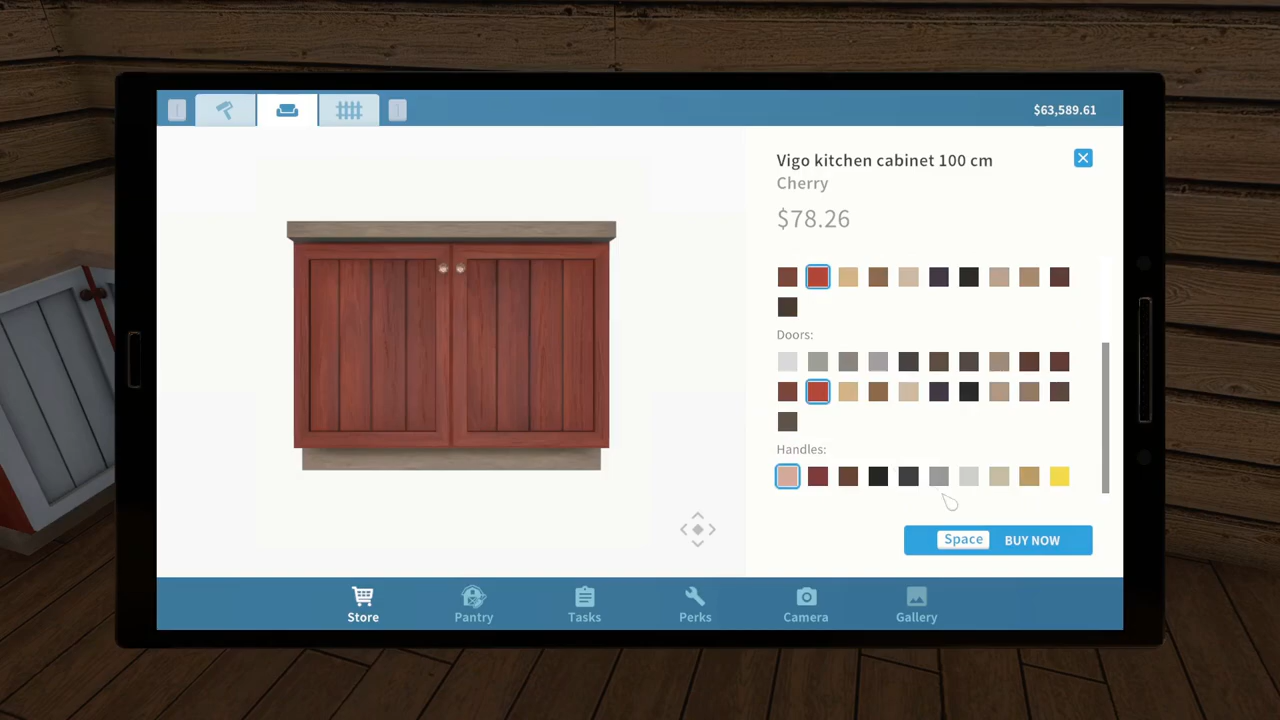 $63,589.61
Vigo kitchen cabinet 100 cm
Cherry
$78.26
Doors:
Handles:
Space BUY NOW
Store Pantry Tasks Perks Camera Gallery